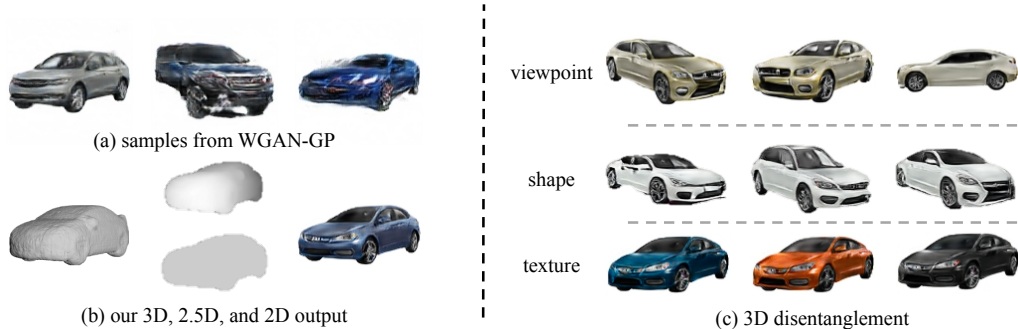 (a) samples from WGAN-GP
(b) our 3D, 2.5D, and 2D output
viewpoint
shape
texture
(c) 3D disentanglement